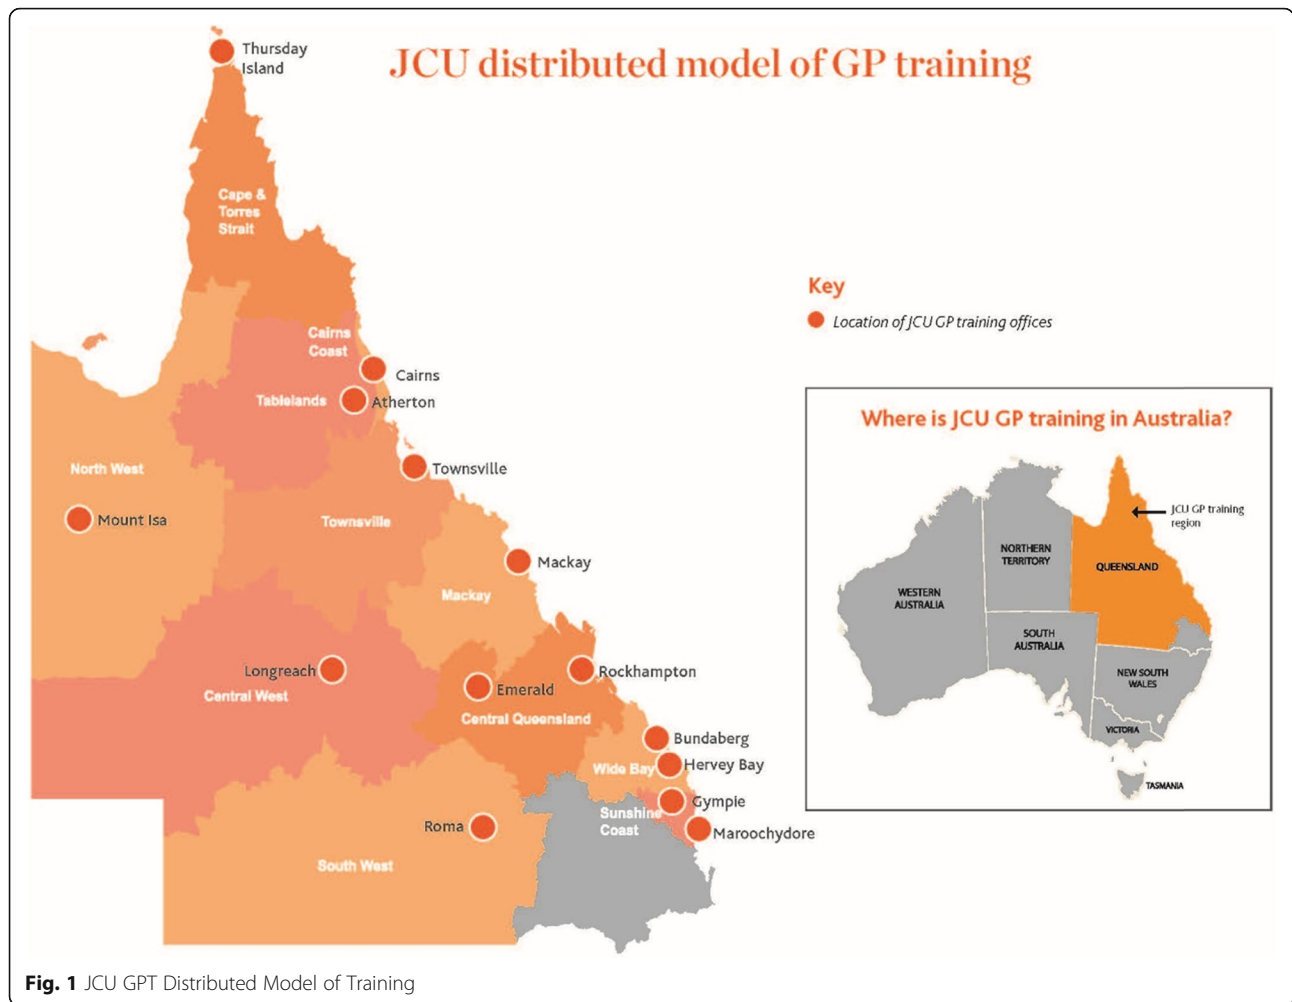 JCU distributed model of GP training
Thursday
Island
Cape &
Torres
Strait
Cairns
Coast
Cairns
Tablelands
Atherton
North West
Townsville
Mount Isa
Townsville
Mackay
Mackay
Longreach
Central West
Rockhampton
Emerald
Central Queensland
Bundaberg
Wide Bay
Hervey Bay
Gympie
Sunshine
Coast
Roma
Maroochydore
South West
Key
Location of JCU GP training offices
Where is JCU GP training in Australia?
JCU GP training
region
NORTHERN
TERRITORY
QUEENSLAND
WESTERN
AUSTRALIA
SOUTH
AUSTRALIA
NEW SOUTH
WALES
VICTORIA
TASMANIA
Fig. 1 JCU GPT Distributed Model of Training